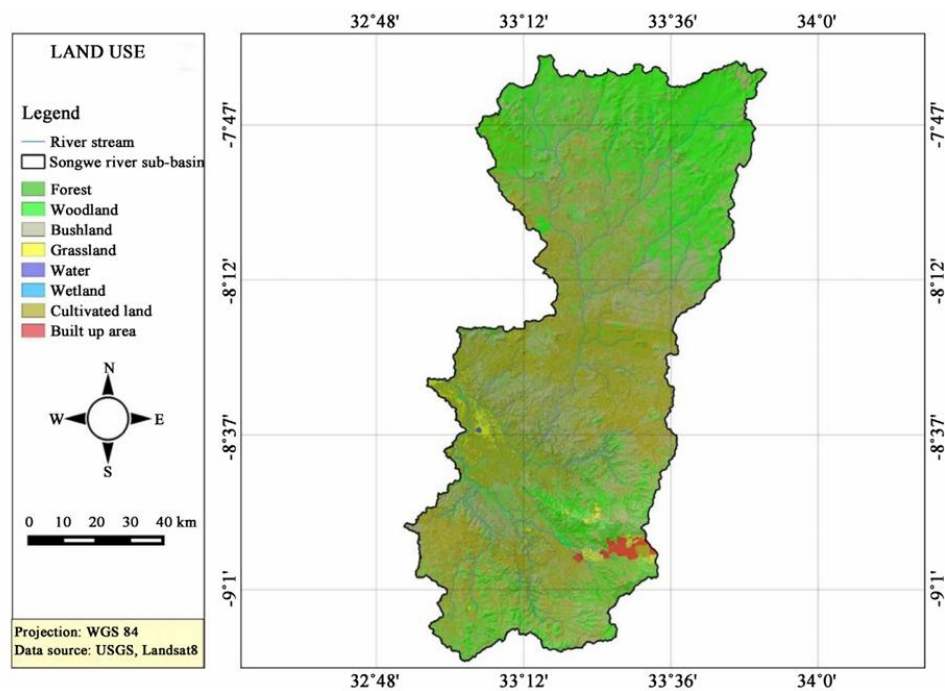 LAND USE
Legend
River stream
Songwe river sub-basin
Forest
Woodland
Bushland
Grassland
Water
Wetland
Cultivated land
Built up area
N
W E
S
0 10 20 40 km
Projection: WGS 84
Data source: USGS, Landsat8
32°48' 33°12' 33°36' 34°0'
-7°47' -7°47'
-8°12' -8°12'
-8°37' -8°37'
-9°1' -9°1'
32°48' 33°12' 33°36' 34°0'